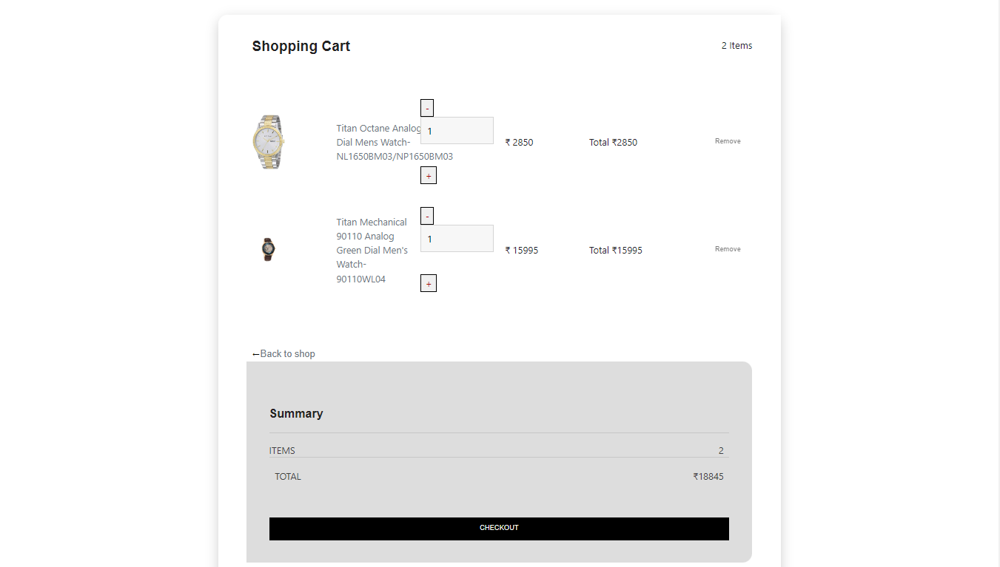 Shopping Cart
2 Items
-
Titan Octane Analog
Dial Mens Watch-
NL1650BM03/NP1650BM03
1
+
₹ 2850
Total ₹2850
Remove
-
Titan Mechanical
90110 Analog
Green Dial Men's
Watch-
90110WL04
1
+
₹ 15995
Total ₹15995
Remove
←Back to shop
Summary
ITEMS
2
TOTAL
₹18845
CHECKOUT